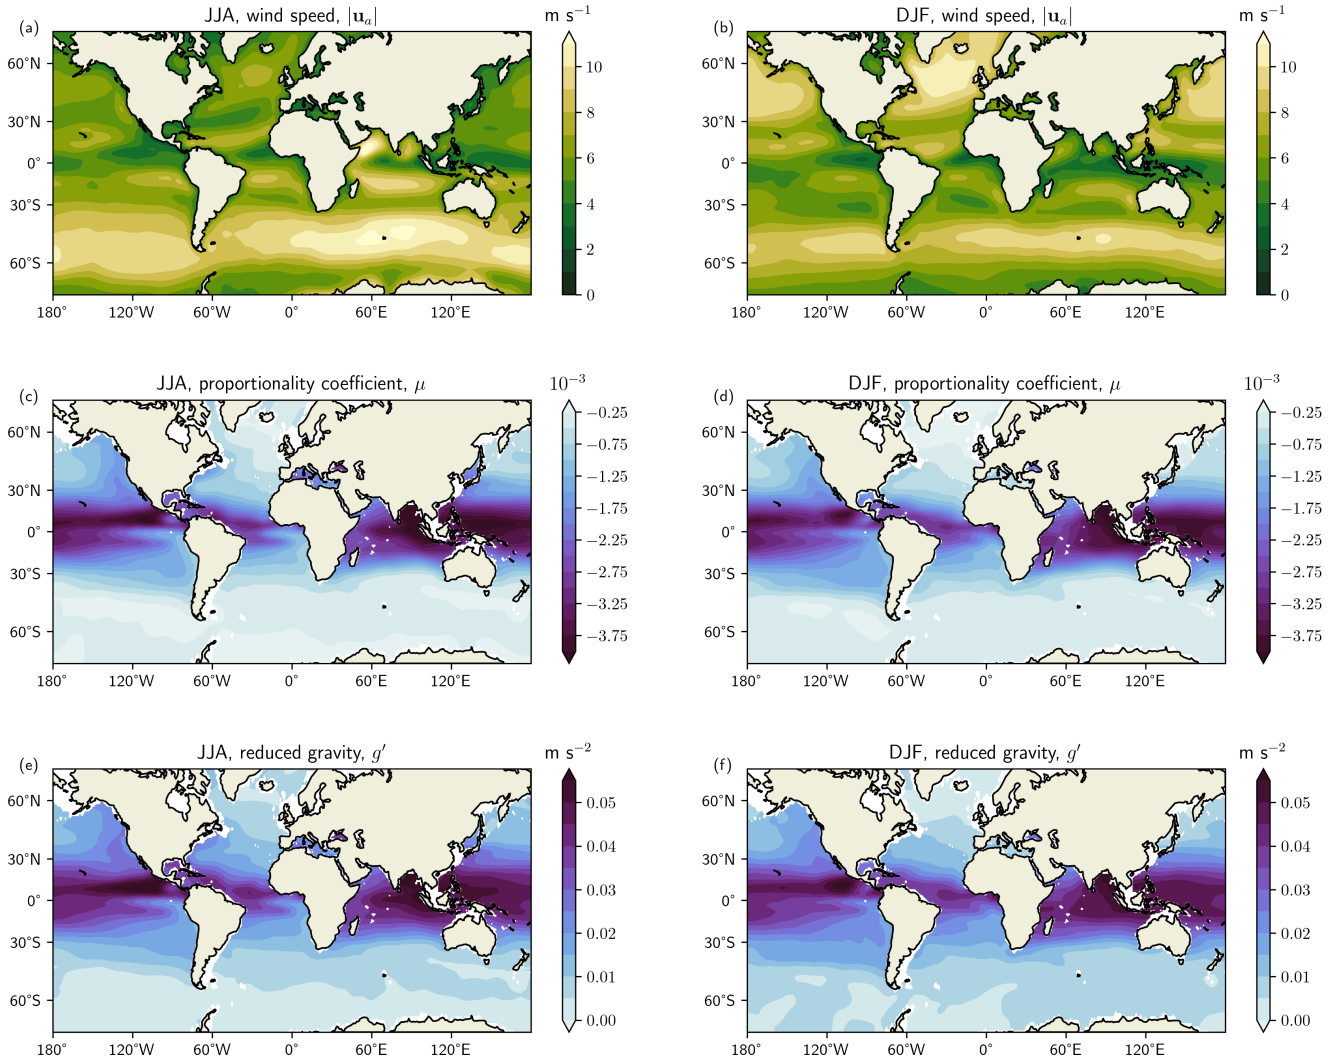 (a) JJA, wind speed, |u_a| m s⁻¹
60°N
30°N
0°
30°S
60°S
180° 120°W 60°W 0° 60°E 120°E
10
8
6
4
2
0
(b) DJF, wind speed, |u_a| m s⁻¹
60°N
30°N
0°
30°S
60°S
180° 120°W 60°W 0° 60°E 120°E
10
8
6
4
2
0
(c) JJA, proportionality coefficient, μ 10⁻³
60°N
30°N
0°
30°S
60°S
180° 120°W 60°W 0° 60°E 120°E
−0.25
−0.75
−1.25
−1.75
−2.25
−2.75
−3.25
−3.75
(d) DJF, proportionality coefficient, μ 10⁻³
60°N
30°N
0°
30°S
60°S
180° 120°W 60°W 0° 60°E 120°E
−0.25
−0.75
−1.25
−1.75
−2.25
−2.75
−3.25
−3.75
(e) JJA, reduced gravity, g′ m s⁻²
60°N
30°N
0°
30°S
60°S
180° 120°W 60°W 0° 60°E 120°E
0.05
0.04
0.03
0.02
0.01
0.00
(f) DJF, reduced gravity, g′ m s⁻²
60°N
30°N
0°
30°S
60°S
180° 120°W 60°W 0° 60°E 120°E
0.05
0.04
0.03
0.02
0.01
0.00